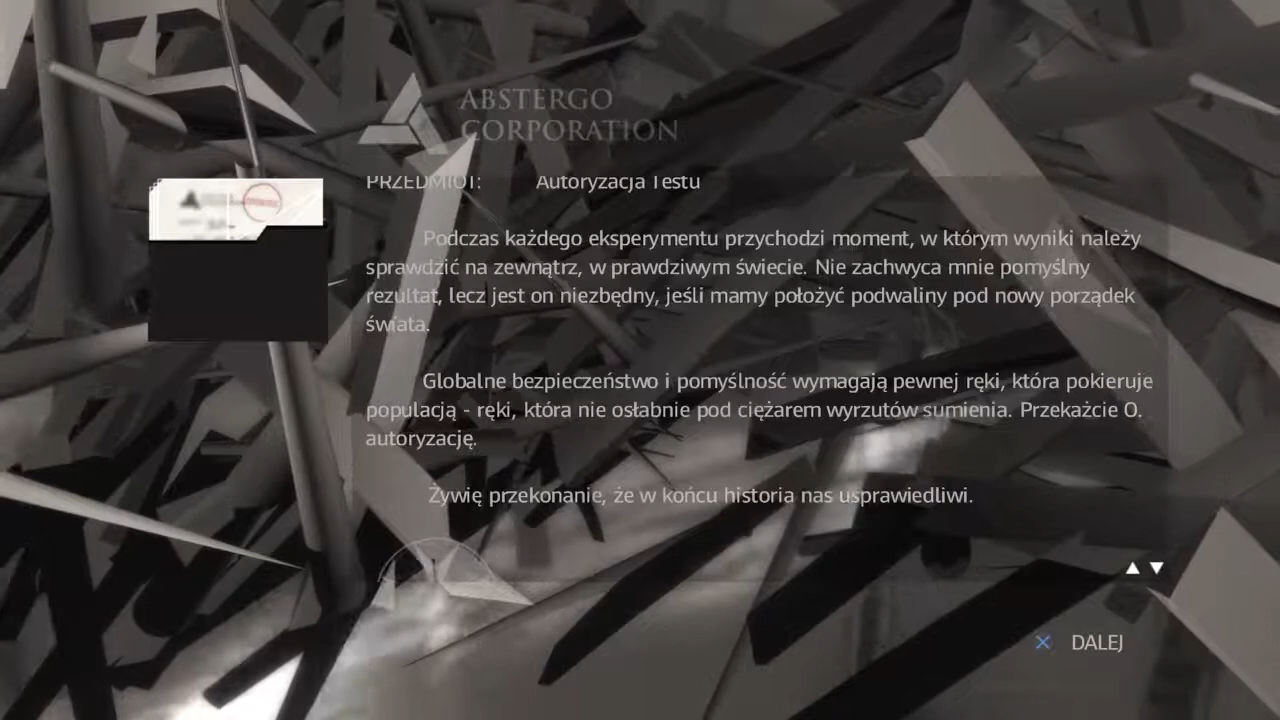 ABSTERGO
CORPORATION
PRZEDMIOT: Autoryzacja Testu
Podczas każdego eksperymentu przychodzi moment, w którym wyniki należy
sprawdzić na zewnątrz, w prawdziwym świecie. Nie zachwyca mnie pomyślny
rezultat, lecz jest on niezbędny, jeśli mamy położyć podwaliny pod nowy porządek
świata.
Globalne bezpieczeństwo i pomyślność wymagają pewnej ręki, która pokieruje
populacją - ręki, która nie osłabnie pod ciężarem wyrzutów sumienia. Przekażcie O.
autoryzację.
Żywię przekonanie, że w końcu historia nas usprawiedliwi.
DALEJ